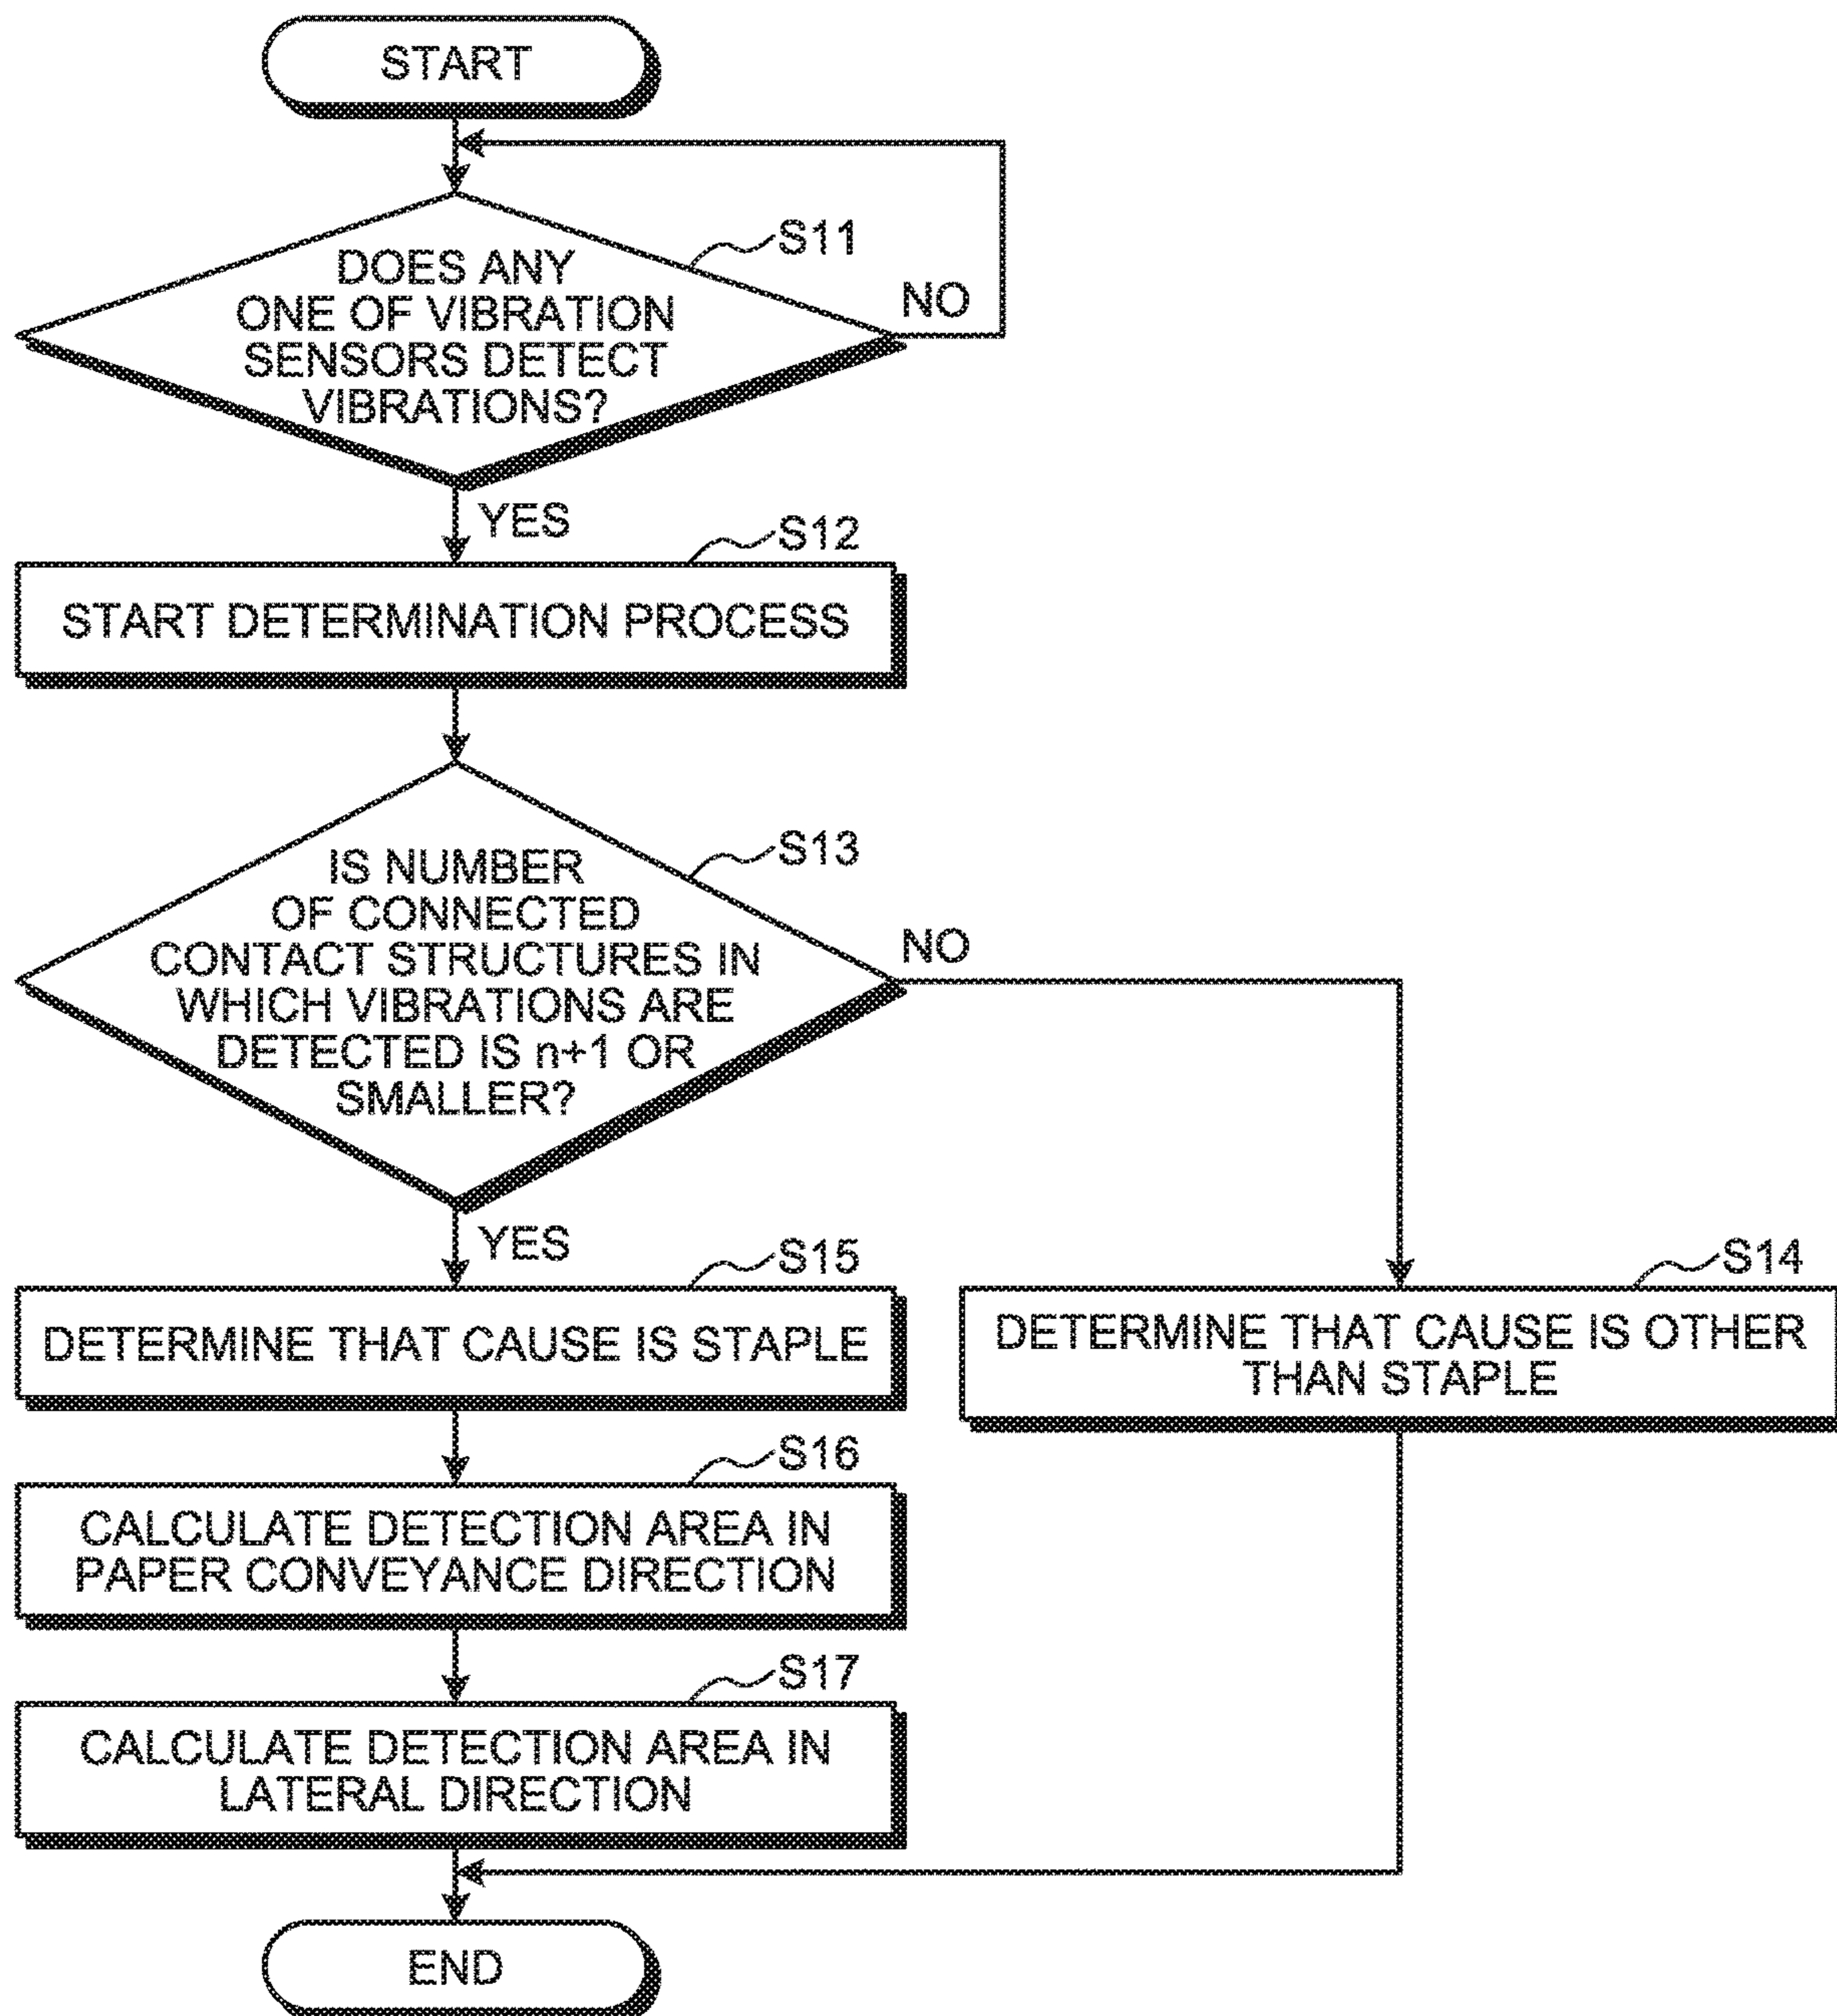 START
S11
DOES ANY
ONE OF VIBRATION
SENSORS DETECT
VIBRATIONS?
NO
YES
S12
START DETERMINATION PROCESS
S13
IS NUMBER
OF CONNECTED
CONTACT STRUCTURES IN
WHICH VIBRATIONS ARE
DETECTED IS n+1 OR
SMALLER?
NO
YES
S15
DETERMINE THAT CAUSE IS STAPLE
S14
DETERMINE THAT CAUSE IS OTHER
THAN STAPLE
S16
CALCULATE DETECTION AREA IN
PAPER CONVEYANCE DIRECTION
S17
CALCULATE DETECTION AREA IN
LATERAL DIRECTION
END